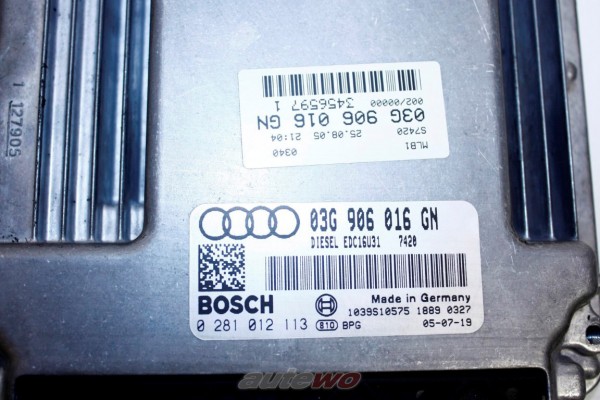 1 127905
MLB1 0340
S7420 25.08.05 21:04
03G 906 016 GN
002/00000 3456597 1
03G 906 016 GN
DIESEL EDC16U31 7420
BOSCH
Made in Germany
1039S10575 1889 0327
0 281 012 113 810 BPG 05-07-19
autewo